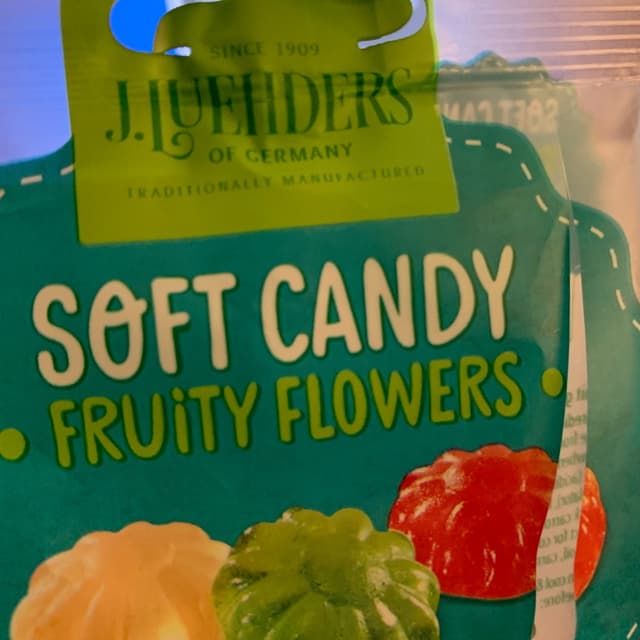 SINCE 1909
J.LUEHDERS
OF GERMANY
TRADITIONALLY MANUFACTURED
SOFT CANDY
FRUiTY FLOWERS